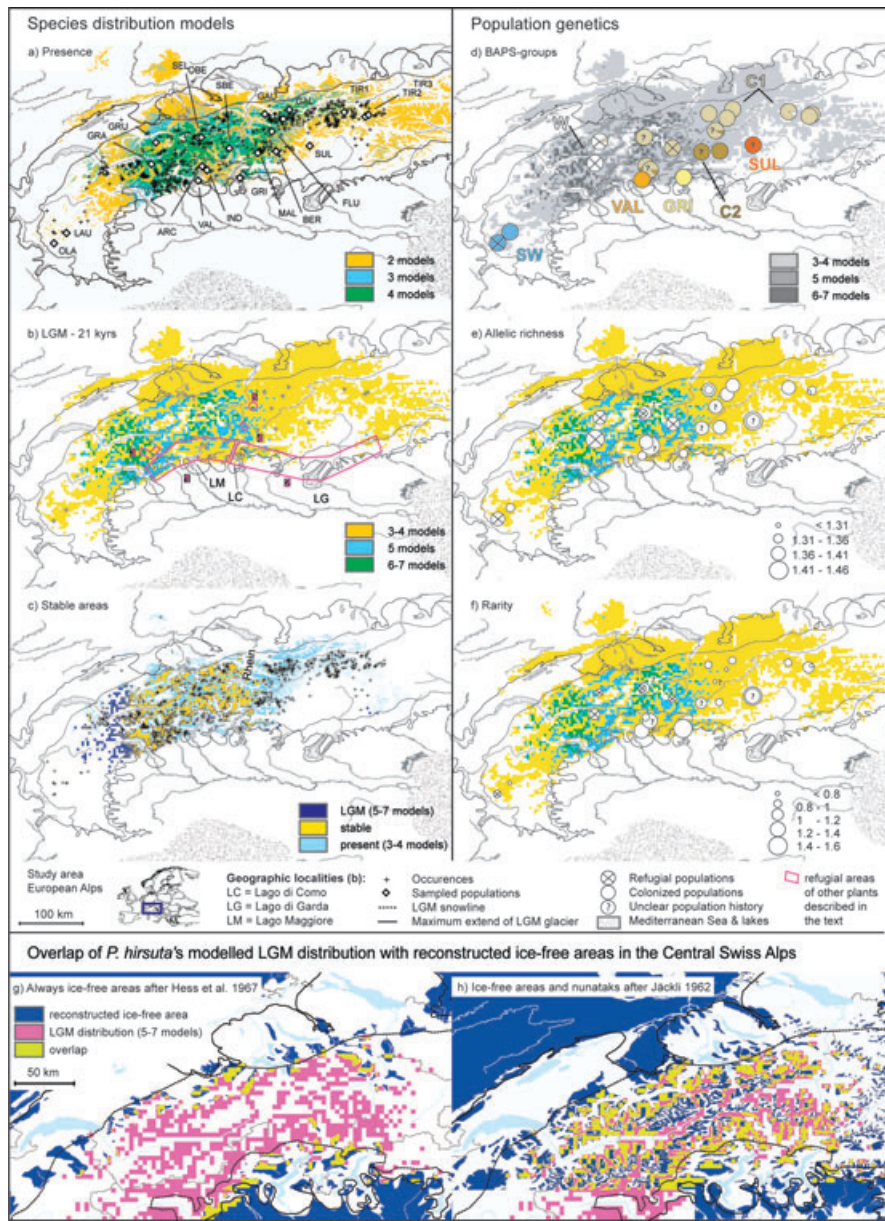 Species distribution models
Population genetics
a) Presence
SEL
OBE
SBE
GAU
GAL
TIR1
TIR3
TIR2
GRU
GRA
SUL
LAU
OLA
ARC
VAL
IND
GRI
MAL
BER
FLU
2 models
3 models
4 models
d) BAPS-groups
C1
W
SUL
VAL
GRI
C2
SW
3-4 models
5 models
6-7 models
b) LGM - 21 kyrs
LM
LC
LG
3-4 models
5 models
6-7 models
e) Allelic richness
< 1.31
1.31 - 1.36
1.36 - 1.41
1.41 - 1.46
c) Stable areas
Rhein
LGM (5-7 models)
stable
present (3-4 models)
f) Rarity
< 0.8
0.8 - 1
1 - 1.2
1.2 - 1.4
1.4 - 1.6
Study area
European Alps
100 km
Geographic localities (b):
LC = Lago di Como
LG = Lago di Garda
LM = Lago Maggiore
Occurences
Sampled populations
LGM snowline
Maximum extend of LGM glacier
Refugial populations
Colonized populations
Unclear population history
Mediterranean Sea & lakes
refugial areas
of other plants
described in
the text
Overlap of P. hirsuta's modelled LGM distribution with reconstructed ice-free areas in the Central Swiss Alps
g) Always ice-free areas after Hess et al. 1967
reconstructed ice-free area
LGM distribution (5-7 models)
overlap
50 km
h) Ice-free areas and nunataks after Jäckli 1962